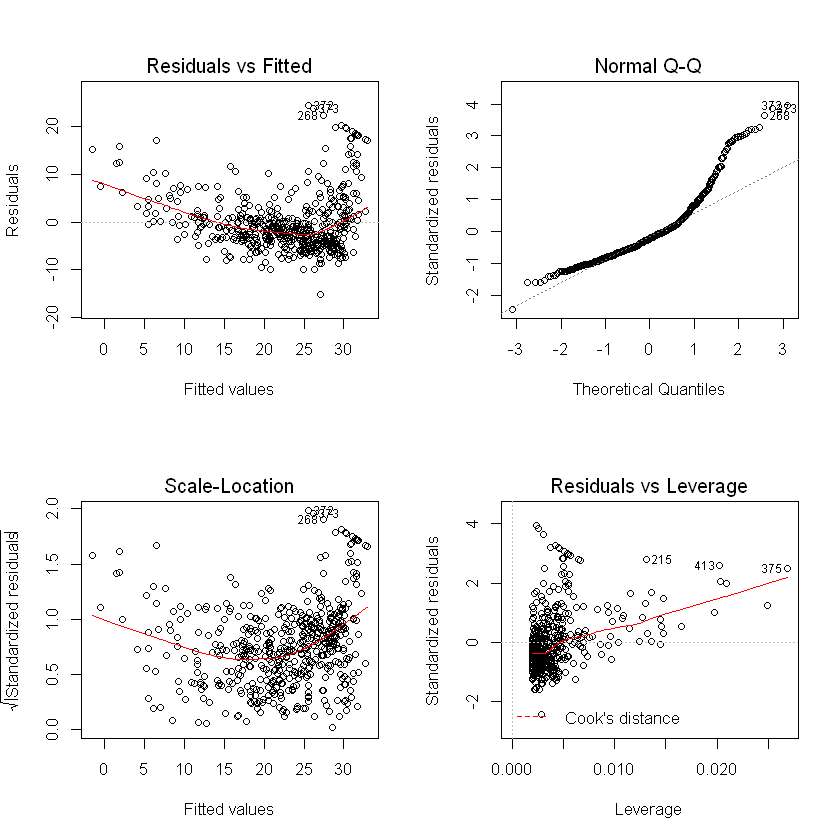 Residuals vs Fitted
Residuals
20
10
0
-10
-20
372
373
268
0 5 10 15 20 25 30
Fitted values
Normal Q-Q
Standardized residuals
4
3
2
1
0
-1
-2
372
373
268
-3 -2 -1 0 1 2 3
Theoretical Quantiles
Scale-Location
√|Standardized residuals|
2.0
1.5
1.0
0.5
0.0
372
373
268
0 5 10 15 20 25 30
Fitted values
Residuals vs Leverage
Standardized residuals
4
2
0
-2
215
413
375
Cook's distance
0.000 0.010 0.020
Leverage